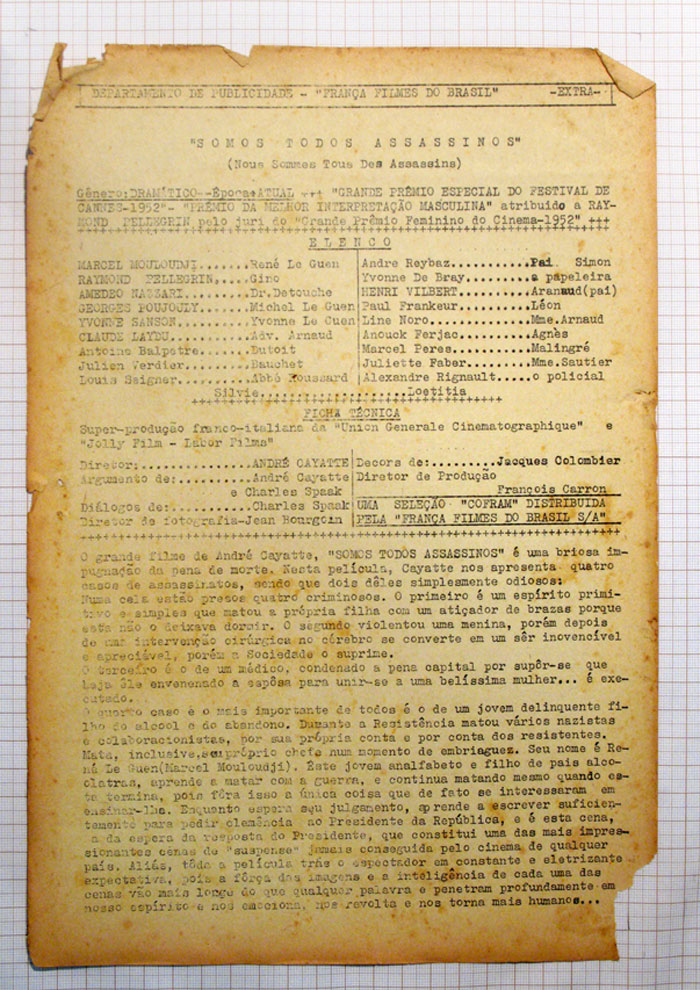 DEPARTAMENTO DE PUBLICIDADE - "FRANÇA FILMES DO BRASIL" -EXTRA-
"SOMOS TODOS ASSASSINOS"
(Nous Sommes Tous Des Assassins)
Gênero:DRAMÁTICO--Época:ATUAL --- "GRANDE PRÊMIO ESPECIAL DO FESTIVAL DE
CANNES-1952"- "PRÊMIO DA MELHOR INTERPRETAÇÃO MASCULINA" atribuido a RAY-
MOND PELLEGRIN pelo juri do "Grande Prêmio Feminino do Cinema-1952" +++
ELENCO
MARCEL MOULOUDJI.......René Le Guen
RAYMOND PELLEGRIN,....Gino
AMEDEO NAZZARI........Dr.Detouche
GEORGES POUJOULY......Michel Le Guen
YVONNE SANSON.........Yvonne Le Cuen
CLAUDE LAYDU..........Adv. Arnaud
Antoine Balpetre......Dutoit
Julien Verdier........Bauchet
Louis Seigner.........Abbé Roussard
Andre Reybaz..........Pai Simon
Yvonne De Bray........a papeleira
HENRI VILBERT.........Aranaud(pai)
Paul Frankeur.........Léon
Line Noro.............Mme.Arnaud
Anouck Ferjac.........Agnès
Marcel Peres..........Malingré
Juliette Faber........Mme.Sautier
Alexandre Rignault.....o policial
Silvie....................Loetitia
FICHA TÉCNICA
Super-produção franco-italiana da "Union Generale Cinematographique" e
"Jolly Film - Labor Films"
Diretor:..............ANDRÉ CAYATTE
Argumento de:.........André Cayatte
e Charles Spaak
Diálogos de:..........Charles Spaak
Diretor de fotografia-Jean Bourgoin
Decors de:.........Jacques Colombier
Diretor de Produção
François Carron
UMA SELEÇÃO "COFRAM" DISTRIBUIDA
PELA "FRANÇA FILMES DO BRASIL S/A"
O grande filme de André Cayatte, "SOMOS TODOS ASSASSINOS" é uma briosa im-
pugnação da pena de morte. Nesta película, Cayatte nos apresenta quatro
casos de assassinatos, sendo que dois dêles simplesmente odiosos:
Numa cela estão presos quatro criminosos. O primeiro é um espírito primi-
tivo e simples que matou a própria filha com um atiçador de brazas porque
esta não o deixava dormir. O segundo violentou uma menina, porém depois
de uma intervenção cirúrgica no cérebro se converte em um sêr inovencível
e apreciável, porém a Sociedade o suprime.
O terceiro é o de um médico, condenado a pena capital por supôr-se que
haja êle envenenado a espôsa para unir-se a uma belíssima mulher... é exe-
cutado.
O quarto caso é o mais importante de todos é o de um jovem delinquente fi-
lho do alcool e do abandono. Durante a Resistência matou vários nazistas
e colaboracionistas, por sua própria conta e por conta dos resistentes.
Mata, inclusive,seu próprio chefe num momento de embriaguez. Seu nome é Re-
né Le Guen(Marcel Mouloudji). Êste jovem analfabeto e filho de pais alco-
olatras, aprende a matar com a guerra, e continua matando mesmo quando es-
ta termina, pois fôra isso a única coisa que de fato se interessaram em
ensinar-lha. Enquanto espera seu julgamento, aprende a escrever suficien-
temente para pedir clemência ao Presidente da República, e é esta cena,
a da espera da resposta do Presidente, que constitui uma das mais impres-
sionantes cenas de "suspense" jamais conseguida pelo cinema de qualquer
país. Aliás, tôda a película trás o espectador em constante e eletrizante
expectativa, pois a fôrça das imagens e a inteligência de cada uma das
cenas vão mais longe do que qualquer palavra e penetram profundamente em
nosso espírito e nos emociona, nos revolta e nos torna mais humanos...